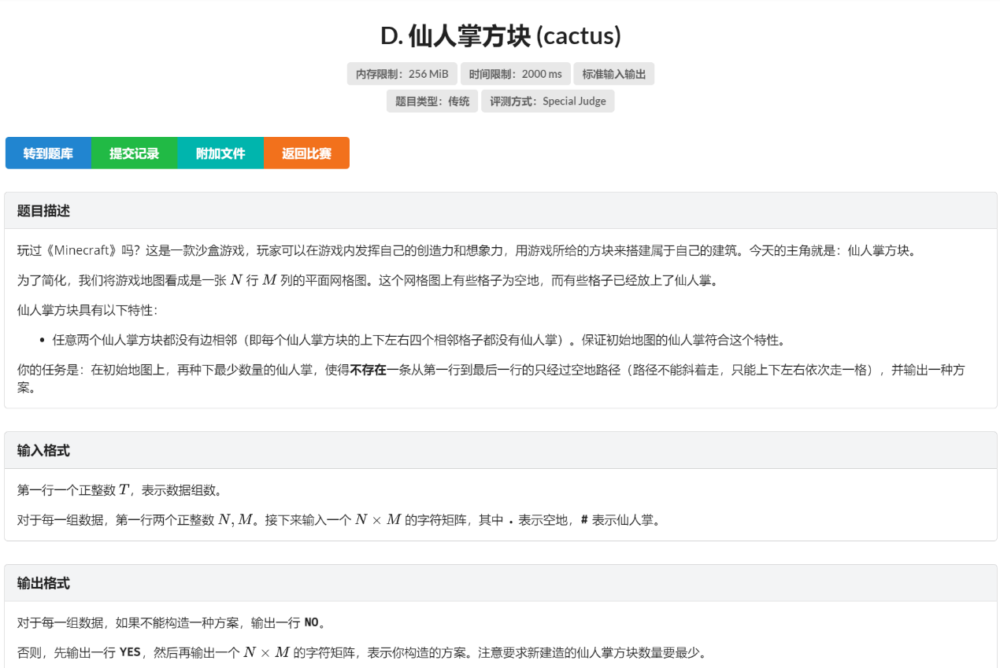 D. 仙人掌方块 (cactus)
内存限制：256 MiB 时间限制：2000 ms 标准输入输出
题目类型：传统 评测方式：Special Judge
转到题库 提交记录 附加文件 返回比赛
题目描述
玩过《Minecraft》吗？这是一款沙盒游戏，玩家可以在游戏内发挥自己的创造力和想象力，用游戏所给的方块来搭建属于自己的建筑。今天的主角就是：仙人掌方块。
为了简化，我们将游戏地图看成是一张 N 行 M 列的平面网格图。这个网格图上有些格子为空地，而有些格子已经放上了仙人掌。
仙人掌方块具有以下特性：
• 任意两个仙人掌方块都没有边相邻（即每个仙人掌方块的上下左右四个相邻格子都没有仙人掌）。保证初始地图的仙人掌符合这个特性。
你的任务是：在初始地图上，再种下最少数量的仙人掌，使得不存在一条从第一行到最后一行的只经过空地路径（路径不能斜着走，只能上下左右依次走一格），并输出一种方
案。
输入格式
第一行一个正整数 T，表示数据组数。
对于每一组数据，第一行两个正整数 N, M。接下来输入一个 N × M 的字符矩阵，其中 . 表示空地，# 表示仙人掌。
输出格式
对于每一组数据，如果不能构造一种方案，输出一行 NO。
否则，先输出一行 YES，然后再输出一个 N × M 的字符矩阵，表示你构造的方案。注意要求新建造的仙人掌方块数量要最少。